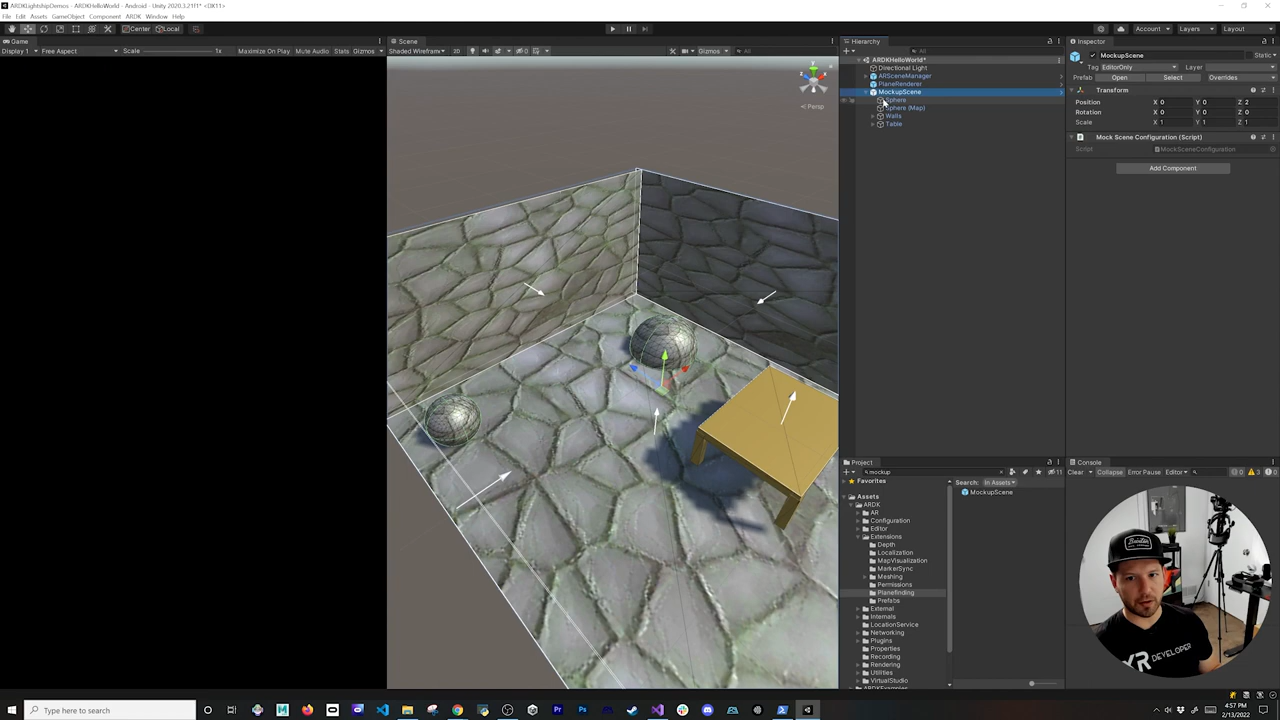 ARDKLightshipDemos - ARDKHelloWorld - Android - Unity 2020.3.21f1* <DX11>
File Edit Assets GameObject Component ARDK Window Help
Center Local
Account Layers Layout
Game
Display 1 Free Aspect Scale 1x Maximize On Play Mute Audio Stats Gizmos
Scene
Shaded Wireframe 2D 0 Gizmos All
y
< Persp
Hierarchy
All
ARDKHelloWorld*
Directional Light
ARSceneManager
PlaneRenderer
MockupScene
Sphere
Sphere (Map)
Walls
Table
Inspector
MockupScene Static
Tag EditorOnly Layer
Prefab Open Select Overrides
Transform
Position X 0 Y 0 Z 2
Rotation X 0 Y 0 Z 0
Scale X 1 Y 1 Z 1
Mock Scene Configuration (Script)
Script MockSceneConfiguration
Add Component
Project
mockup 11
Favorites
Assets
ARDK
AR
Configuration
Editor
Extensions
Depth
Localization
MapVisualization
MarkerSync
Meshing
Permissions
Planefinding
Prefabs
External
Internals
LocationService
Networking
Plugins
Properties
Recording
Rendering
Utilities
VirtualStudio
ARDKExamples
Search: In Assets
MockupScene
Console
Clear Collapse Error Pause Editor 0 3 0
XR
DEVELOPER
Type here to search
4:57 PM
2/13/2022